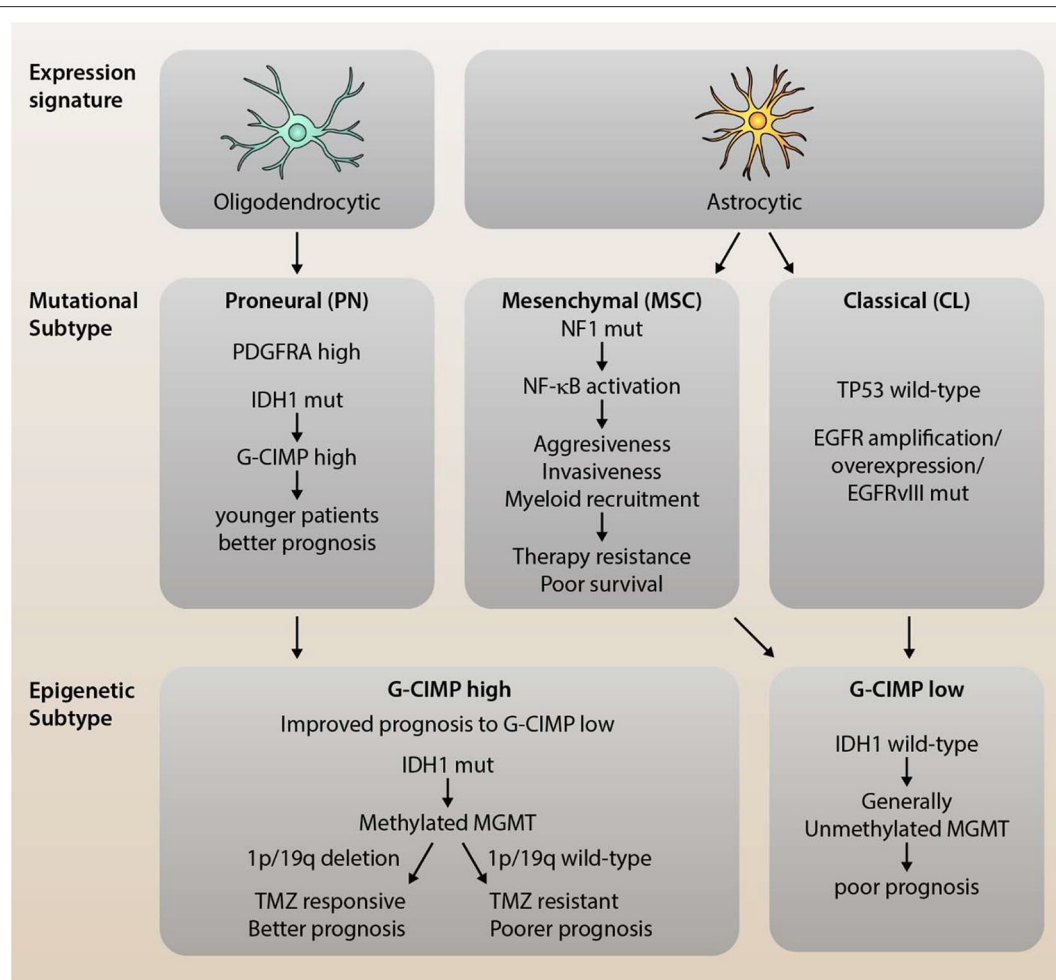 Expression
signature
Oligodendrocytic
Astrocytic
Mutational
Subtype
Proneural (PN)
PDGFRA high
IDH1 mut
G-CIMP high
younger patients
better prognosis
Mesenchymal (MSC)
NF1 mut
NF-κB activation
Aggresiveness
Invasiveness
Myeloid recruitment
Therapy resistance
Poor survival
Classical (CL)
TP53 wild-type
EGFR amplification/
overexpression/
EGFRvIII mut
Epigenetic
Subtype
G-CIMP high
Improved prognosis to G-CIMP low
IDH1 mut
Methylated MGMT
1p/19q deletion
1p/19q wild-type
TMZ responsive
Better prognosis
TMZ resistant
Poorer prognosis
G-CIMP low
IDH1 wild-type
Generally
Unmethylated MGMT
poor prognosis